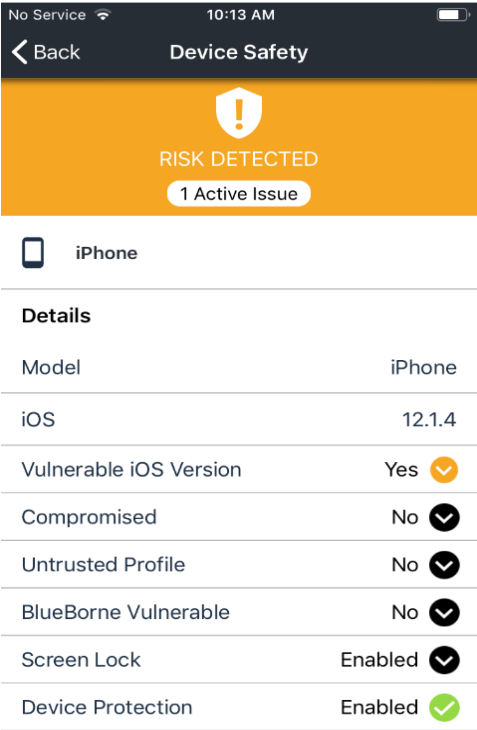 No Service 10:13 AM
Back Device Safety
RISK DETECTED
1 Active Issue
iPhone
Details
Model iPhone
iOS 12.1.4
Vulnerable iOS Version Yes
Compromised No
Untrusted Profile No
BlueBorne Vulnerable No
Screen Lock Enabled
Device Protection Enabled